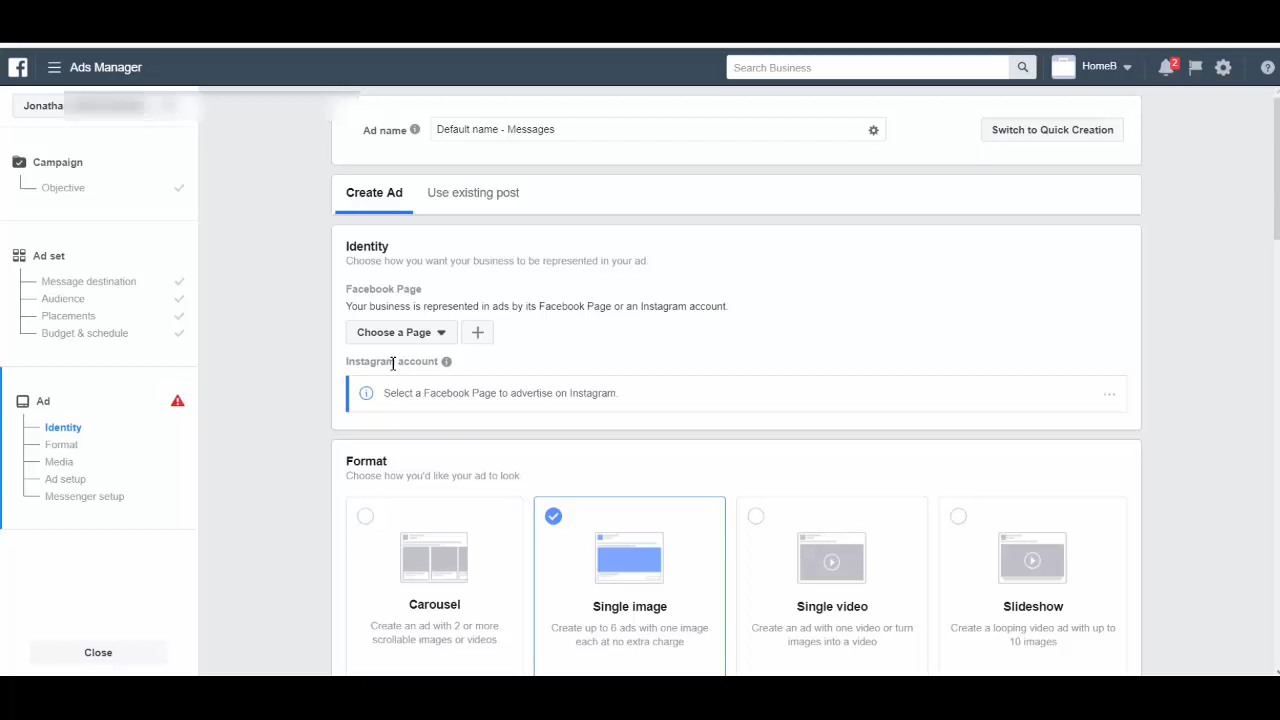 Ads Manager
Search Business
HomeB
2
Jonatha
Ad name
Default name - Messages
Switch to Quick Creation
Campaign
Objective
Ad set
Message destination
Audience
Placements
Budget & schedule
Ad
Identity
Format
Media
Ad setup
Messenger setup
Close
Create Ad
Use existing post
Identity
Choose how you want your business to be represented in your ad.
Facebook Page
Your business is represented in ads by its Facebook Page or an Instagram account.
Choose a Page
Instagram account
Select a Facebook Page to advertise on Instagram.
Format
Choose how you'd like your ad to look.
Carousel
Create an ad with 2 or more
scrollable images or videos
Single image
Create up to 6 ads with one image
each at no extra charge
Single video
Create an ad with one video or turn
images into a video
Slideshow
Create a looping video ad with up to
10 images